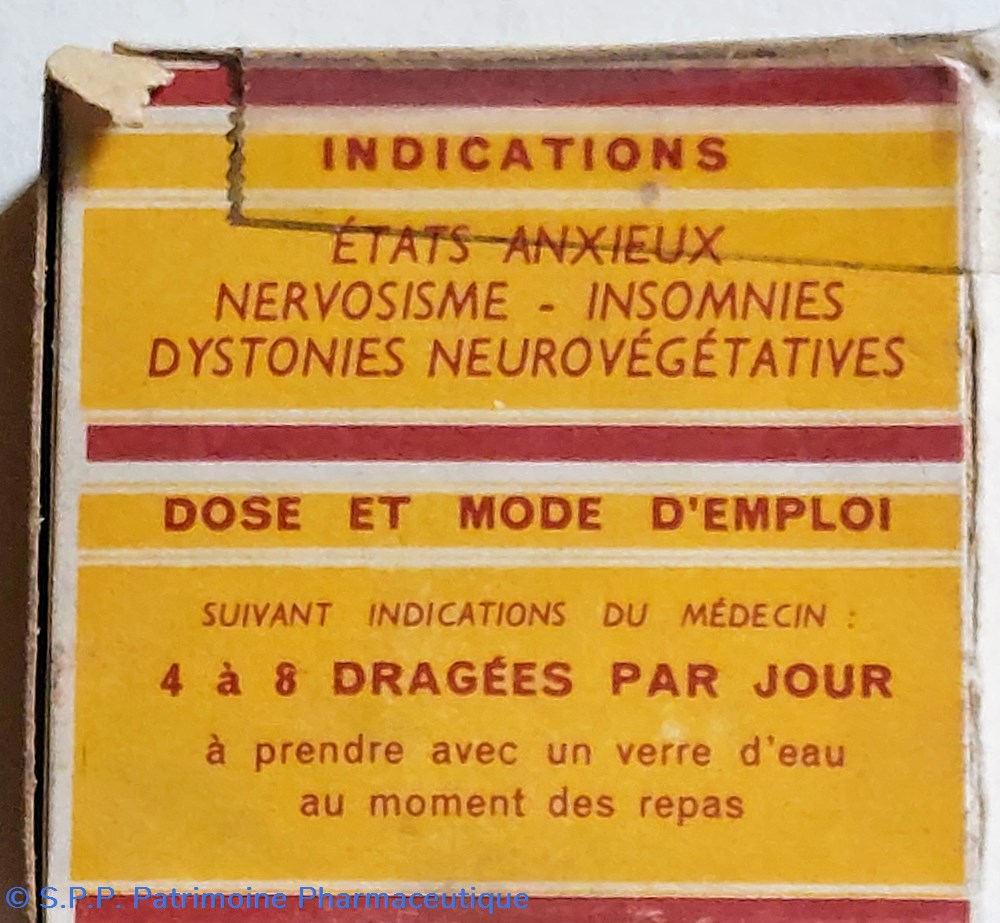 INDICATIONS
ÉTATS ANXIEUX
NERVOSISME - INSOMNIES
DYSTONIES NEUROVÉGÉTATIVES
DOSE ET MODE D'EMPLOI
SUIVANT INDICATIONS DU MÉDECIN :
4 à 8 DRAGÉES PAR JOUR
à prendre avec un verre d'eau
au moment des repas
© S.P.P. Patrimoine Pharmaceutique